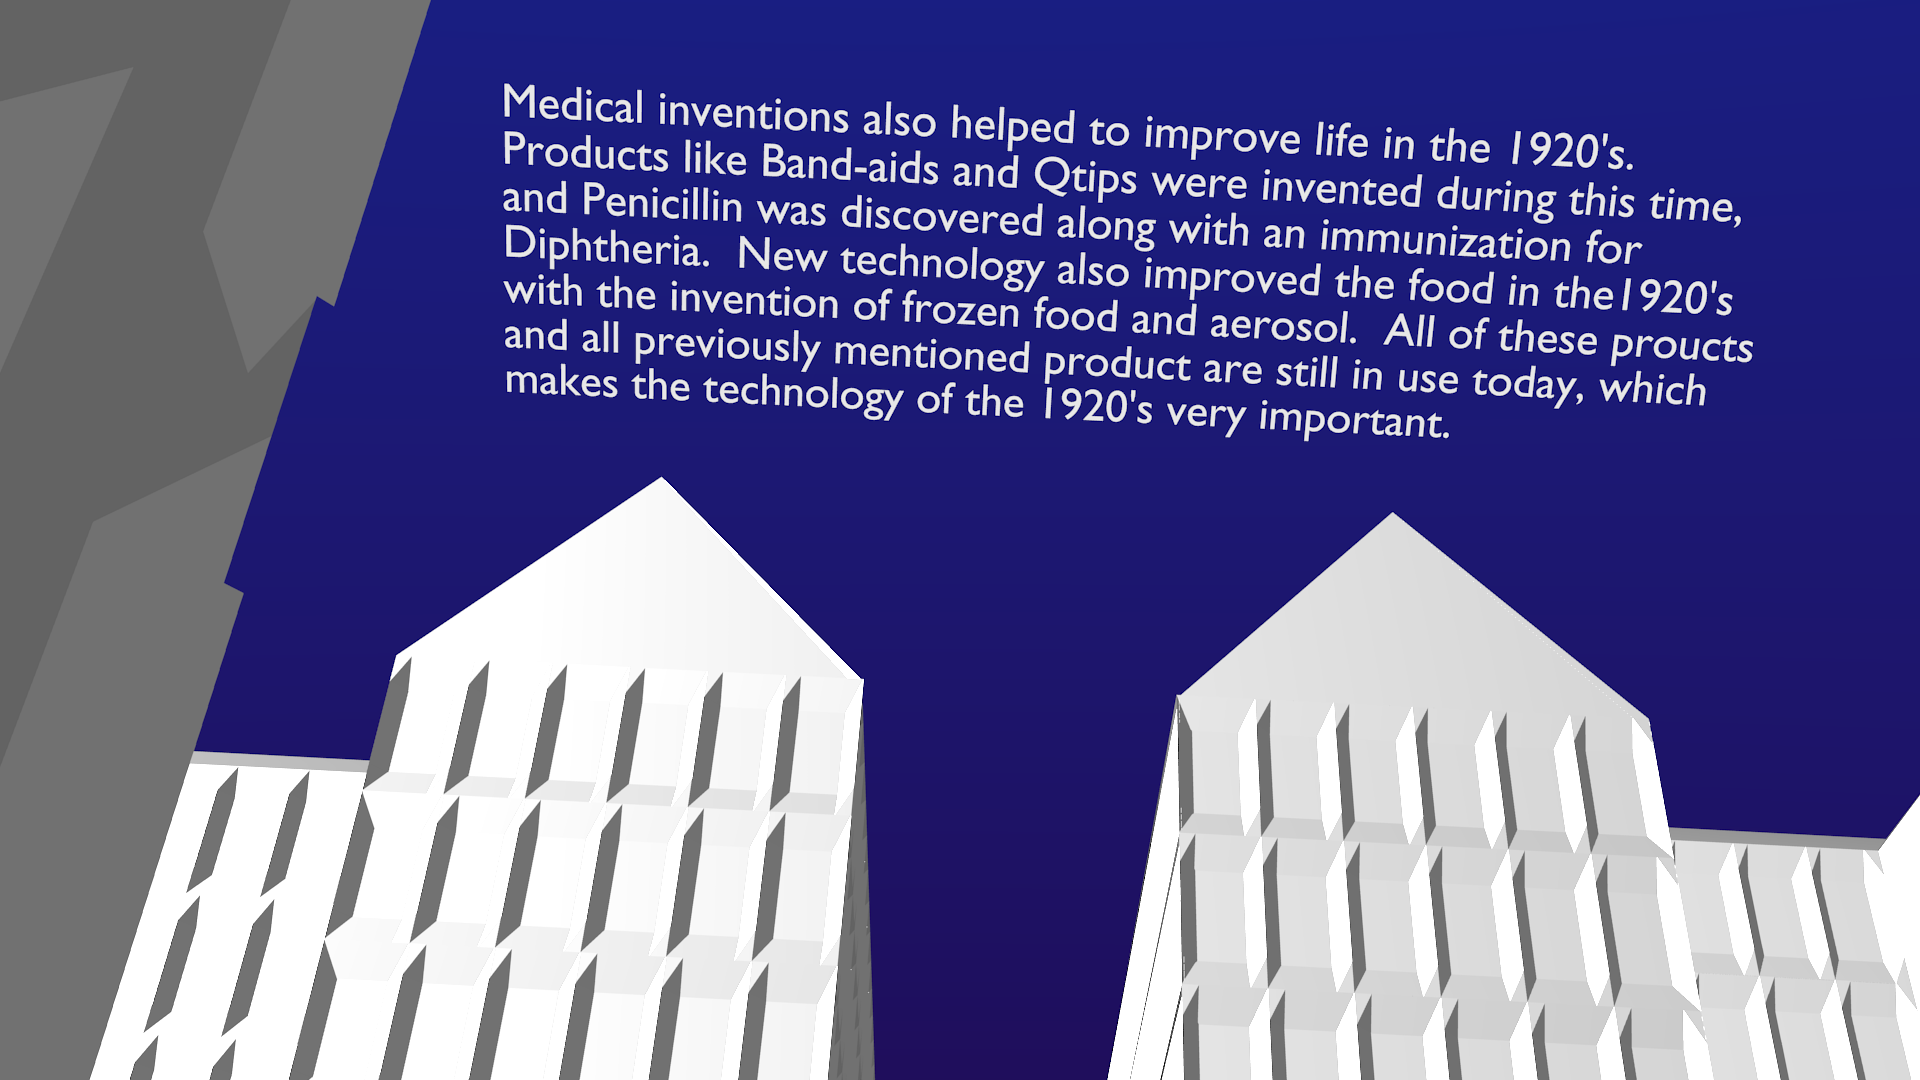 Medical inventions also helped to improve life in the 1920's.
Products like Band-aids and Qtips were invented during this time,
and Penicillin was discovered along with an immunization for
Diphtheria.  New technology also improved the food in the1920's
with the invention of frozen food and aerosol.  All of these proucts
and all previously mentioned product are still in use today, which
makes the technology of the 1920's very important.